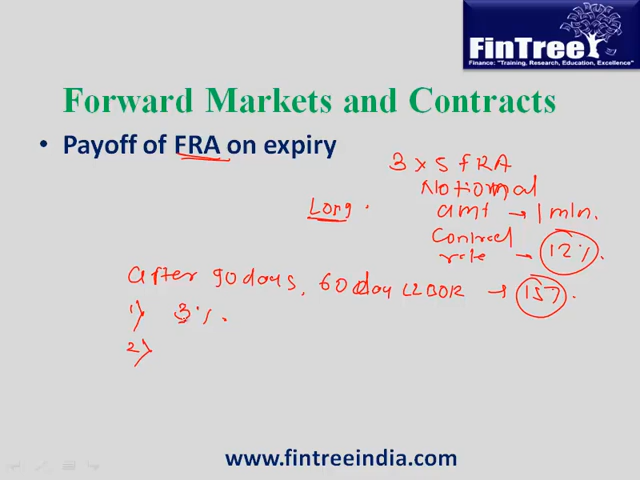 FinTree
Finance: "Training, Research, Education, Excellence"
Forward Markets and Contracts
• Payoff of FRA on expiry
3 x 5 FRA
Notional
amt → 1 mln.
Long.
Contract
rate → 12%.
After 90 days, 60 day LIBOR → 15%.
1) 3%.
2)
www.fintreeindia.com